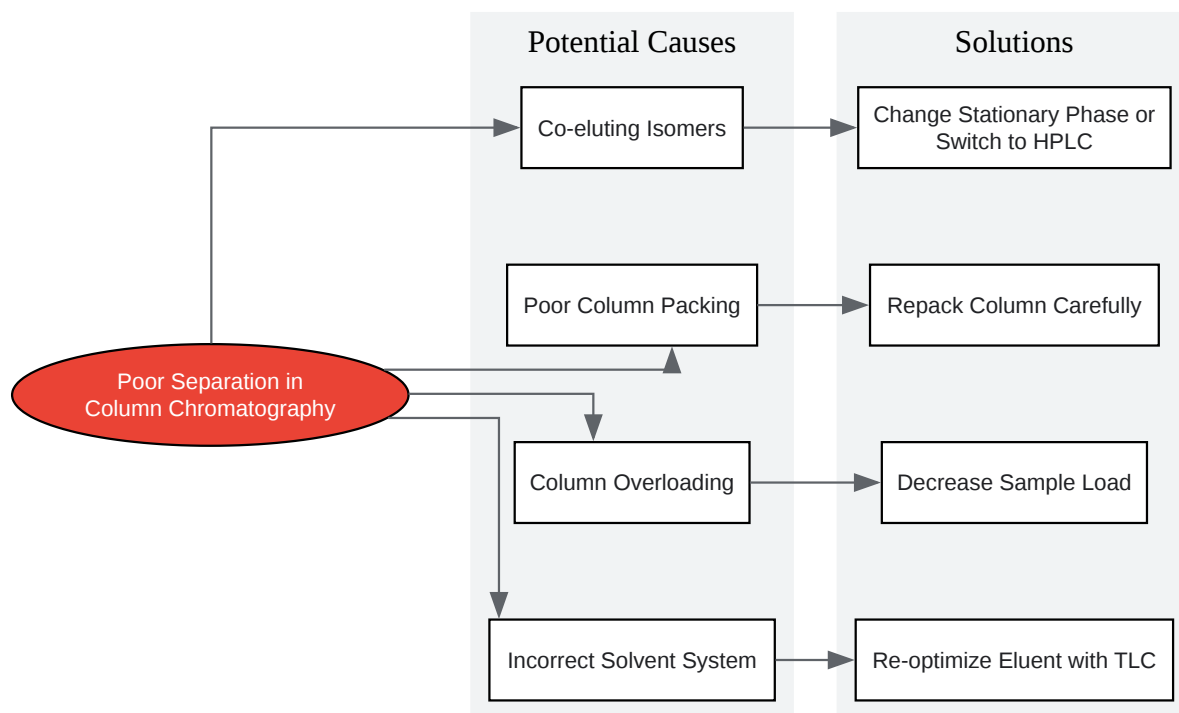 Potential Causes
Solutions
Co-eluting Isomers
Change Stationary Phase or
Switch to HPLC
Poor Column Packing
Repack Column Carefully
Poor Separation in
Column Chromatography
Column Overloading
Decrease Sample Load
Incorrect Solvent System
Re-optimize Eluent with TLC